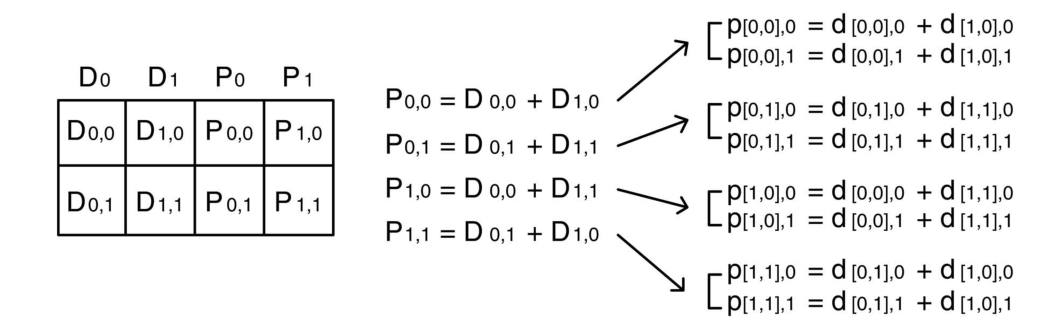 D0 D1 P0 P1
D0,0 D1,0 P0,0 P1,0
D0,1 D1,1 P0,1 P1,1
P0,0 = D 0,0 + D1,0
P0,1 = D 0,1 + D1,1
P1,0 = D 0,0 + D1,1
P1,1 = D 0,1 + D1,0
p[0,0],0 = d [0,0],0 + d [1,0],0
p[0,0],1 = d [0,0],1 + d [1,0],1
p[0,1],0 = d [0,1],0 + d [1,1],0
p[0,1],1 = d [0,1],1 + d [1,1],1
p[1,0],0 = d [0,0],0 + d [1,1],0
p[1,0],1 = d [0,0],1 + d [1,1],1
p[1,1],0 = d [0,1],0 + d [1,0],0
p[1,1],1 = d [0,1],1 + d [1,0],1